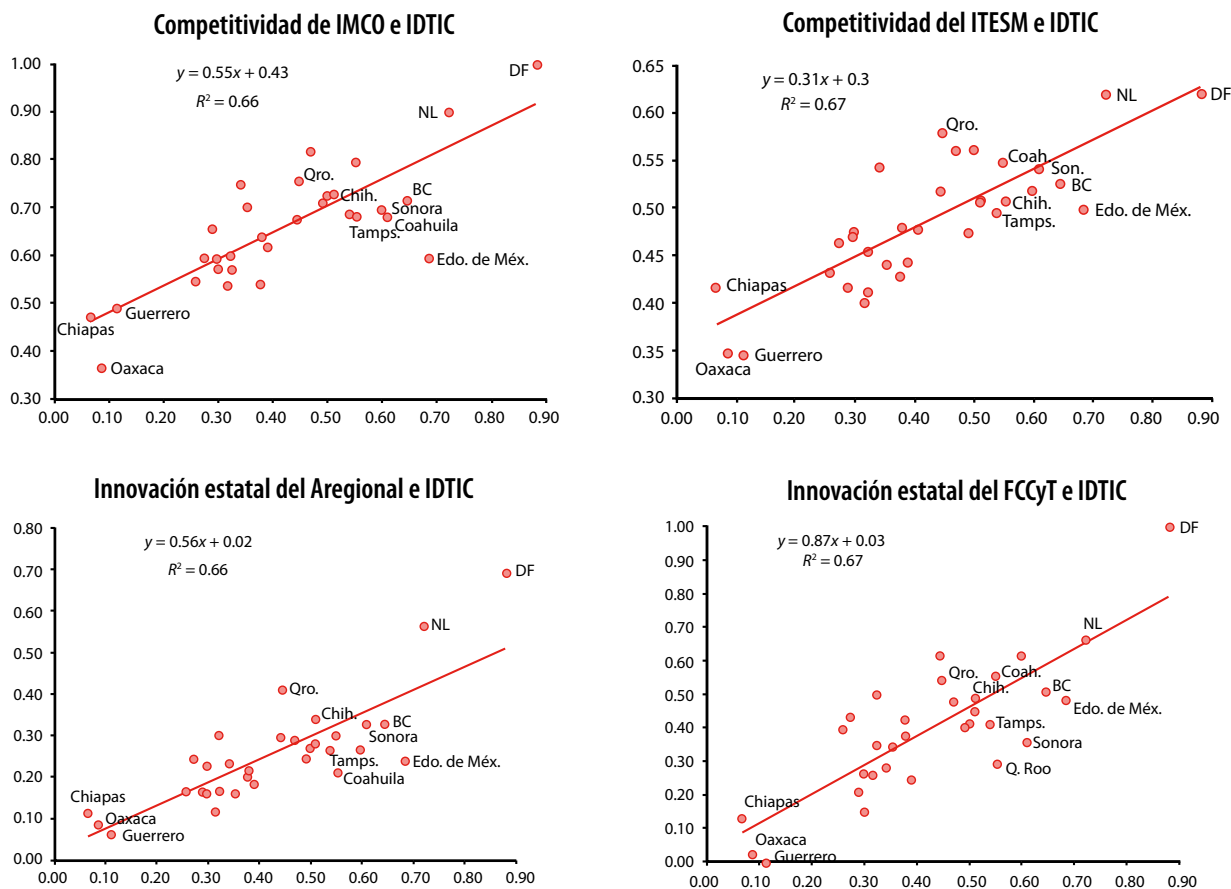 Competitividad de IMCO e IDTIC
y = 0.55x + 0.43
R² = 0.66
1.00
0.90
0.80
0.70
0.60
0.50
0.40
0.30
DF
NL
Qro.
Chih.
BC
Sonora
Coahuila
Tamps.
Edo. de Méx.
Guerrero
Chiapas
Oaxaca
0.00 0.10 0.20 0.30 0.40 0.50 0.60 0.70 0.80 0.90
Competitividad del ITESM e IDTIC
y = 0.31x + 0.3
R² = 0.67
0.65
0.60
0.55
0.50
0.45
0.40
0.35
0.30
NL
DF
Qro.
Coah.
Son.
BC
Chih.
Edo. de Méx.
Tamps.
Chiapas
Guerrero
Oaxaca
0.00 0.10 0.20 0.30 0.40 0.50 0.60 0.70 0.80 0.90
Innovación estatal del Aregional e IDTIC
y = 0.56x + 0.02
R² = 0.66
0.80
0.70
0.60
0.50
0.40
0.30
0.20
0.10
0.00
DF
NL
Qro.
Chih.
BC
Sonora
Tamps.
Edo. de Méx.
Coahuila
Chiapas
Oaxaca
Guerrero
0.00 0.10 0.20 0.30 0.40 0.50 0.60 0.70 0.80 0.90
Innovación estatal del FCCyT e IDTIC
y = 0.87x + 0.03
R² = 0.67
1.00
0.90
0.80
0.70
0.60
0.50
0.40
0.30
0.20
0.10
0.00
DF
NL
Qro.
Coah.
Chih.
BC
Edo. de Méx.
Tamps.
Sonora
Q. Roo
Chiapas
Oaxaca
Guerrero
0.00 0.10 0.20 0.30 0.40 0.50 0.60 0.70 0.80 0.90